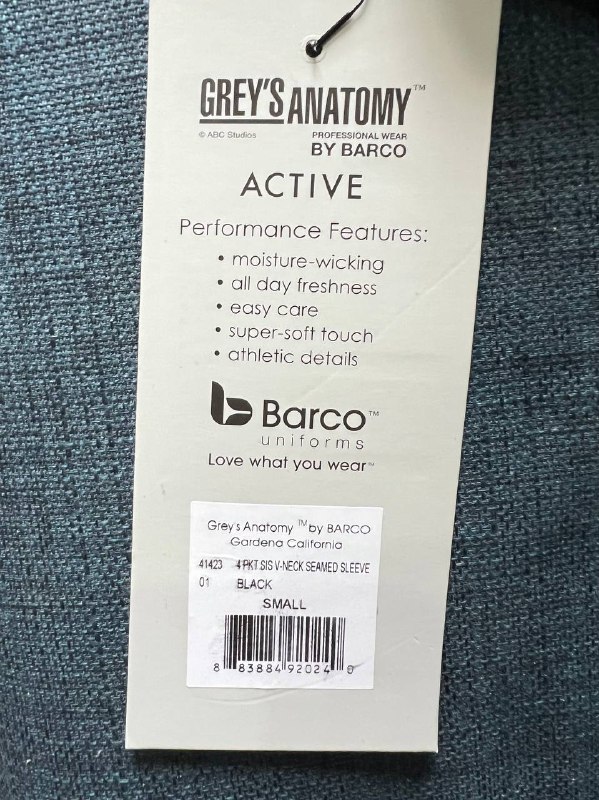 GREY'S ANATOMY™
© ABC Studios
PROFESSIONAL WEAR
BY BARCO
ACTIVE
Performance Features:
• moisture-wicking
• all day freshness
• easy care
• super-soft touch
• athletic details
Barco™
uniforms
Love what you wear™
Grey's Anatomy ™by BARCO
Gardena California
41423 4 PKT SIS V-NECK SEAMED SLEEVE
01 BLACK
SMALL
8 83884 92024 0